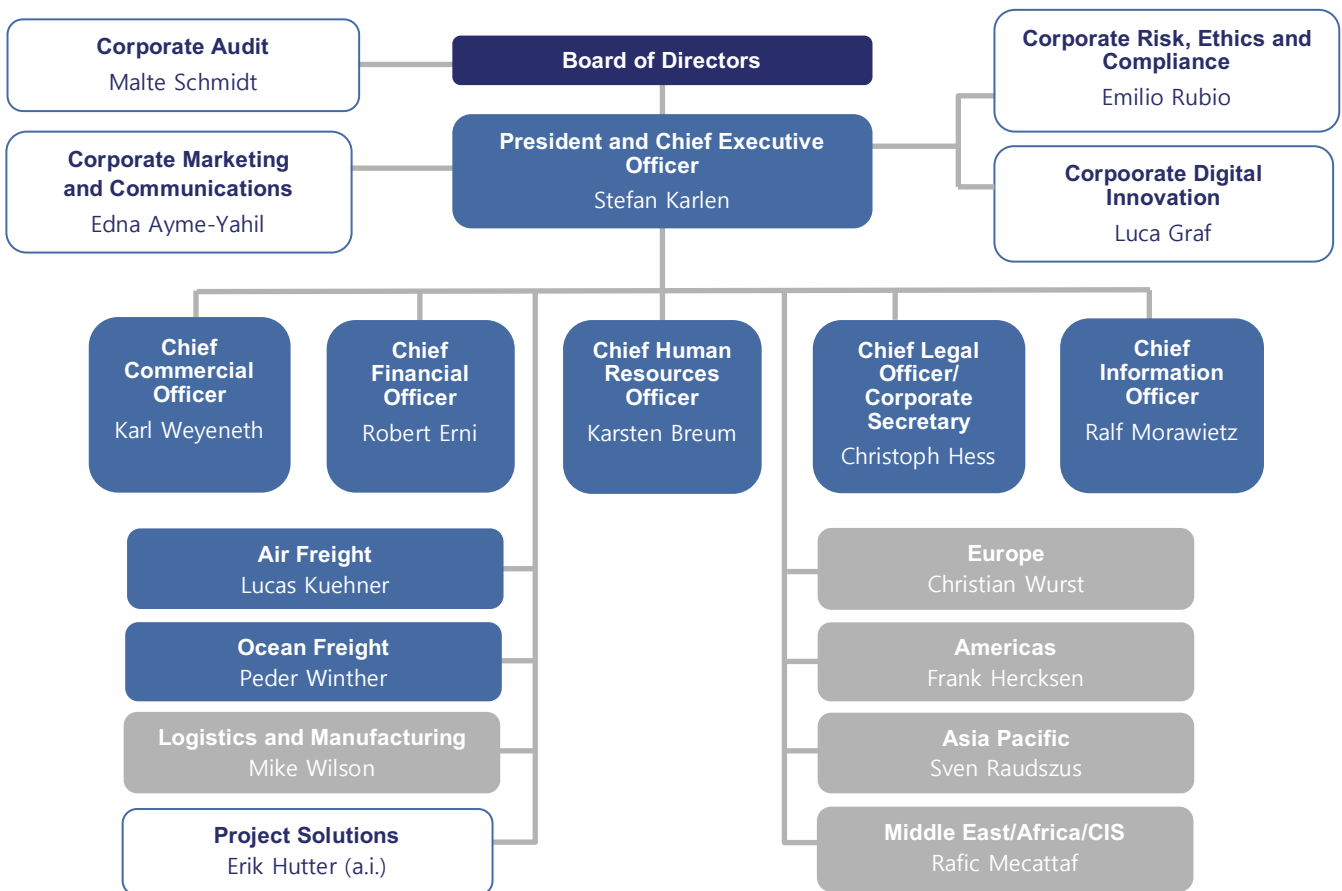 Corporate Audit
Malte Schmidt
Board of Directors
Corporate Risk, Ethics and
Compliance
Emilio Rubio
Corporate Marketing
and Communications
Edna Ayme-Yahil
President and Chief Executive
Officer
Stefan Karlen
Corpoorate Digital
Innovation
Luca Graf
Chief
Commercial
Officer
Karl Weyeneth
Chief
Financial
Officer
Robert Erni
Chief Human
Resources
Officer
Karsten Breum
Chief Legal
Officer/
Corporate
Secretary
Christoph Hess
Chief
Information
Officer
Ralf Morawietz
Air Freight
Lucas Kuehner
Ocean Freight
Peder Winther
Logistics and Manufacturing
Mike Wilson
Project Solutions
Erik Hutter (a.i.)
Europe
Christian Wurst
Americas
Frank Hercksen
Asia Pacific
Sven Raudszus
Middle East/Africa/CIS
Rafic Mecattaf